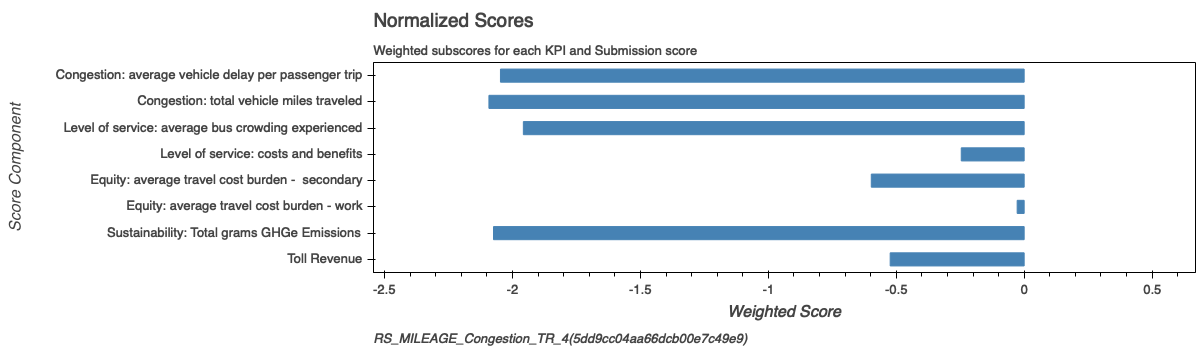 Normalized Scores
Weighted subscores for each KPI and Submission score
Score Component
Congestion: average vehicle delay per passenger trip
Congestion: total vehicle miles traveled
Level of service: average bus crowding experienced
Level of service: costs and benefits
Equity: average travel cost burden -  secondary
Equity: average travel cost burden - work
Sustainability: Total grams GHGe Emissions
Toll Revenue
-2.5 -2 -1.5 -1 -0.5 0 0.5
Weighted Score
RS_MILEAGE_Congestion_TR_4(5dd9cc04aa66dcb00e7c49e9)